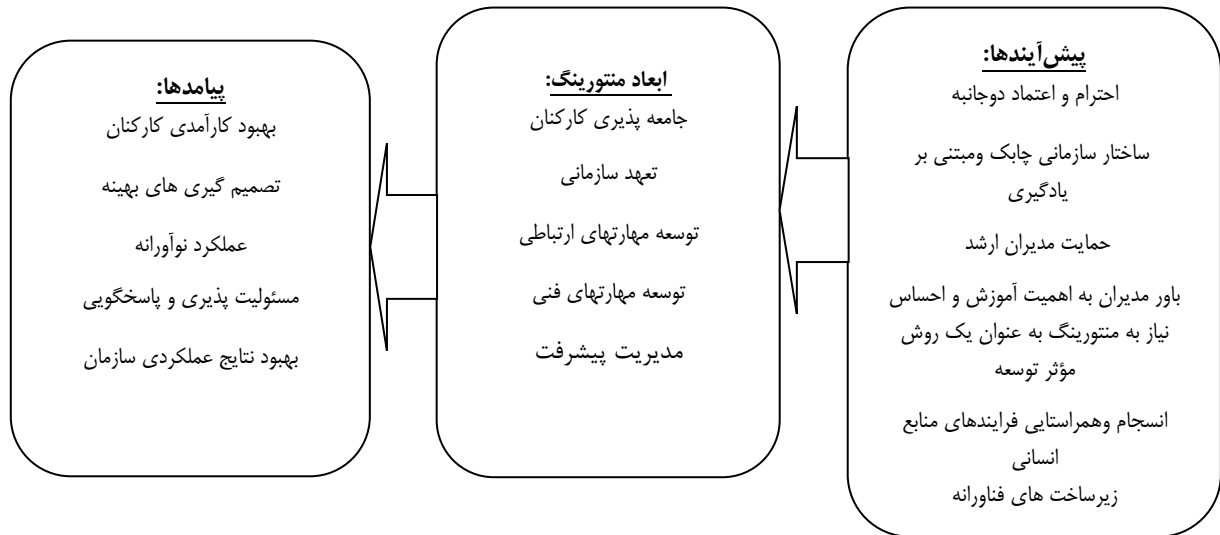 پیش‌آیندها:
احترام و اعتماد دوجانبه
ساختار سازمانی چابک ومبتنی بر
یادگیری
حمایت مدیران ارشد
باور مدیران به اهمیت آموزش و احساس
نیاز به منتورینگ به عنوان یک روش
مؤثر توسعه
انسجام وهمراستایی فرایندهای منابع
انسانی
زیرساخت های فناورانه
ابعاد منتورینگ:
جامعه پذیری کارکنان
تعهد سازمانی
توسعه مهارتهای ارتباطی
توسعه مهارتهای فنی
مدیریت پیشرفت
پیامدها:
بهبود کارآمدی کارکنان
تصمیم گیری های بهینه
عملکرد نوآورانه
مسئولیت پذیری و پاسخگویی
بهبود نتایج عملکردی سازمان